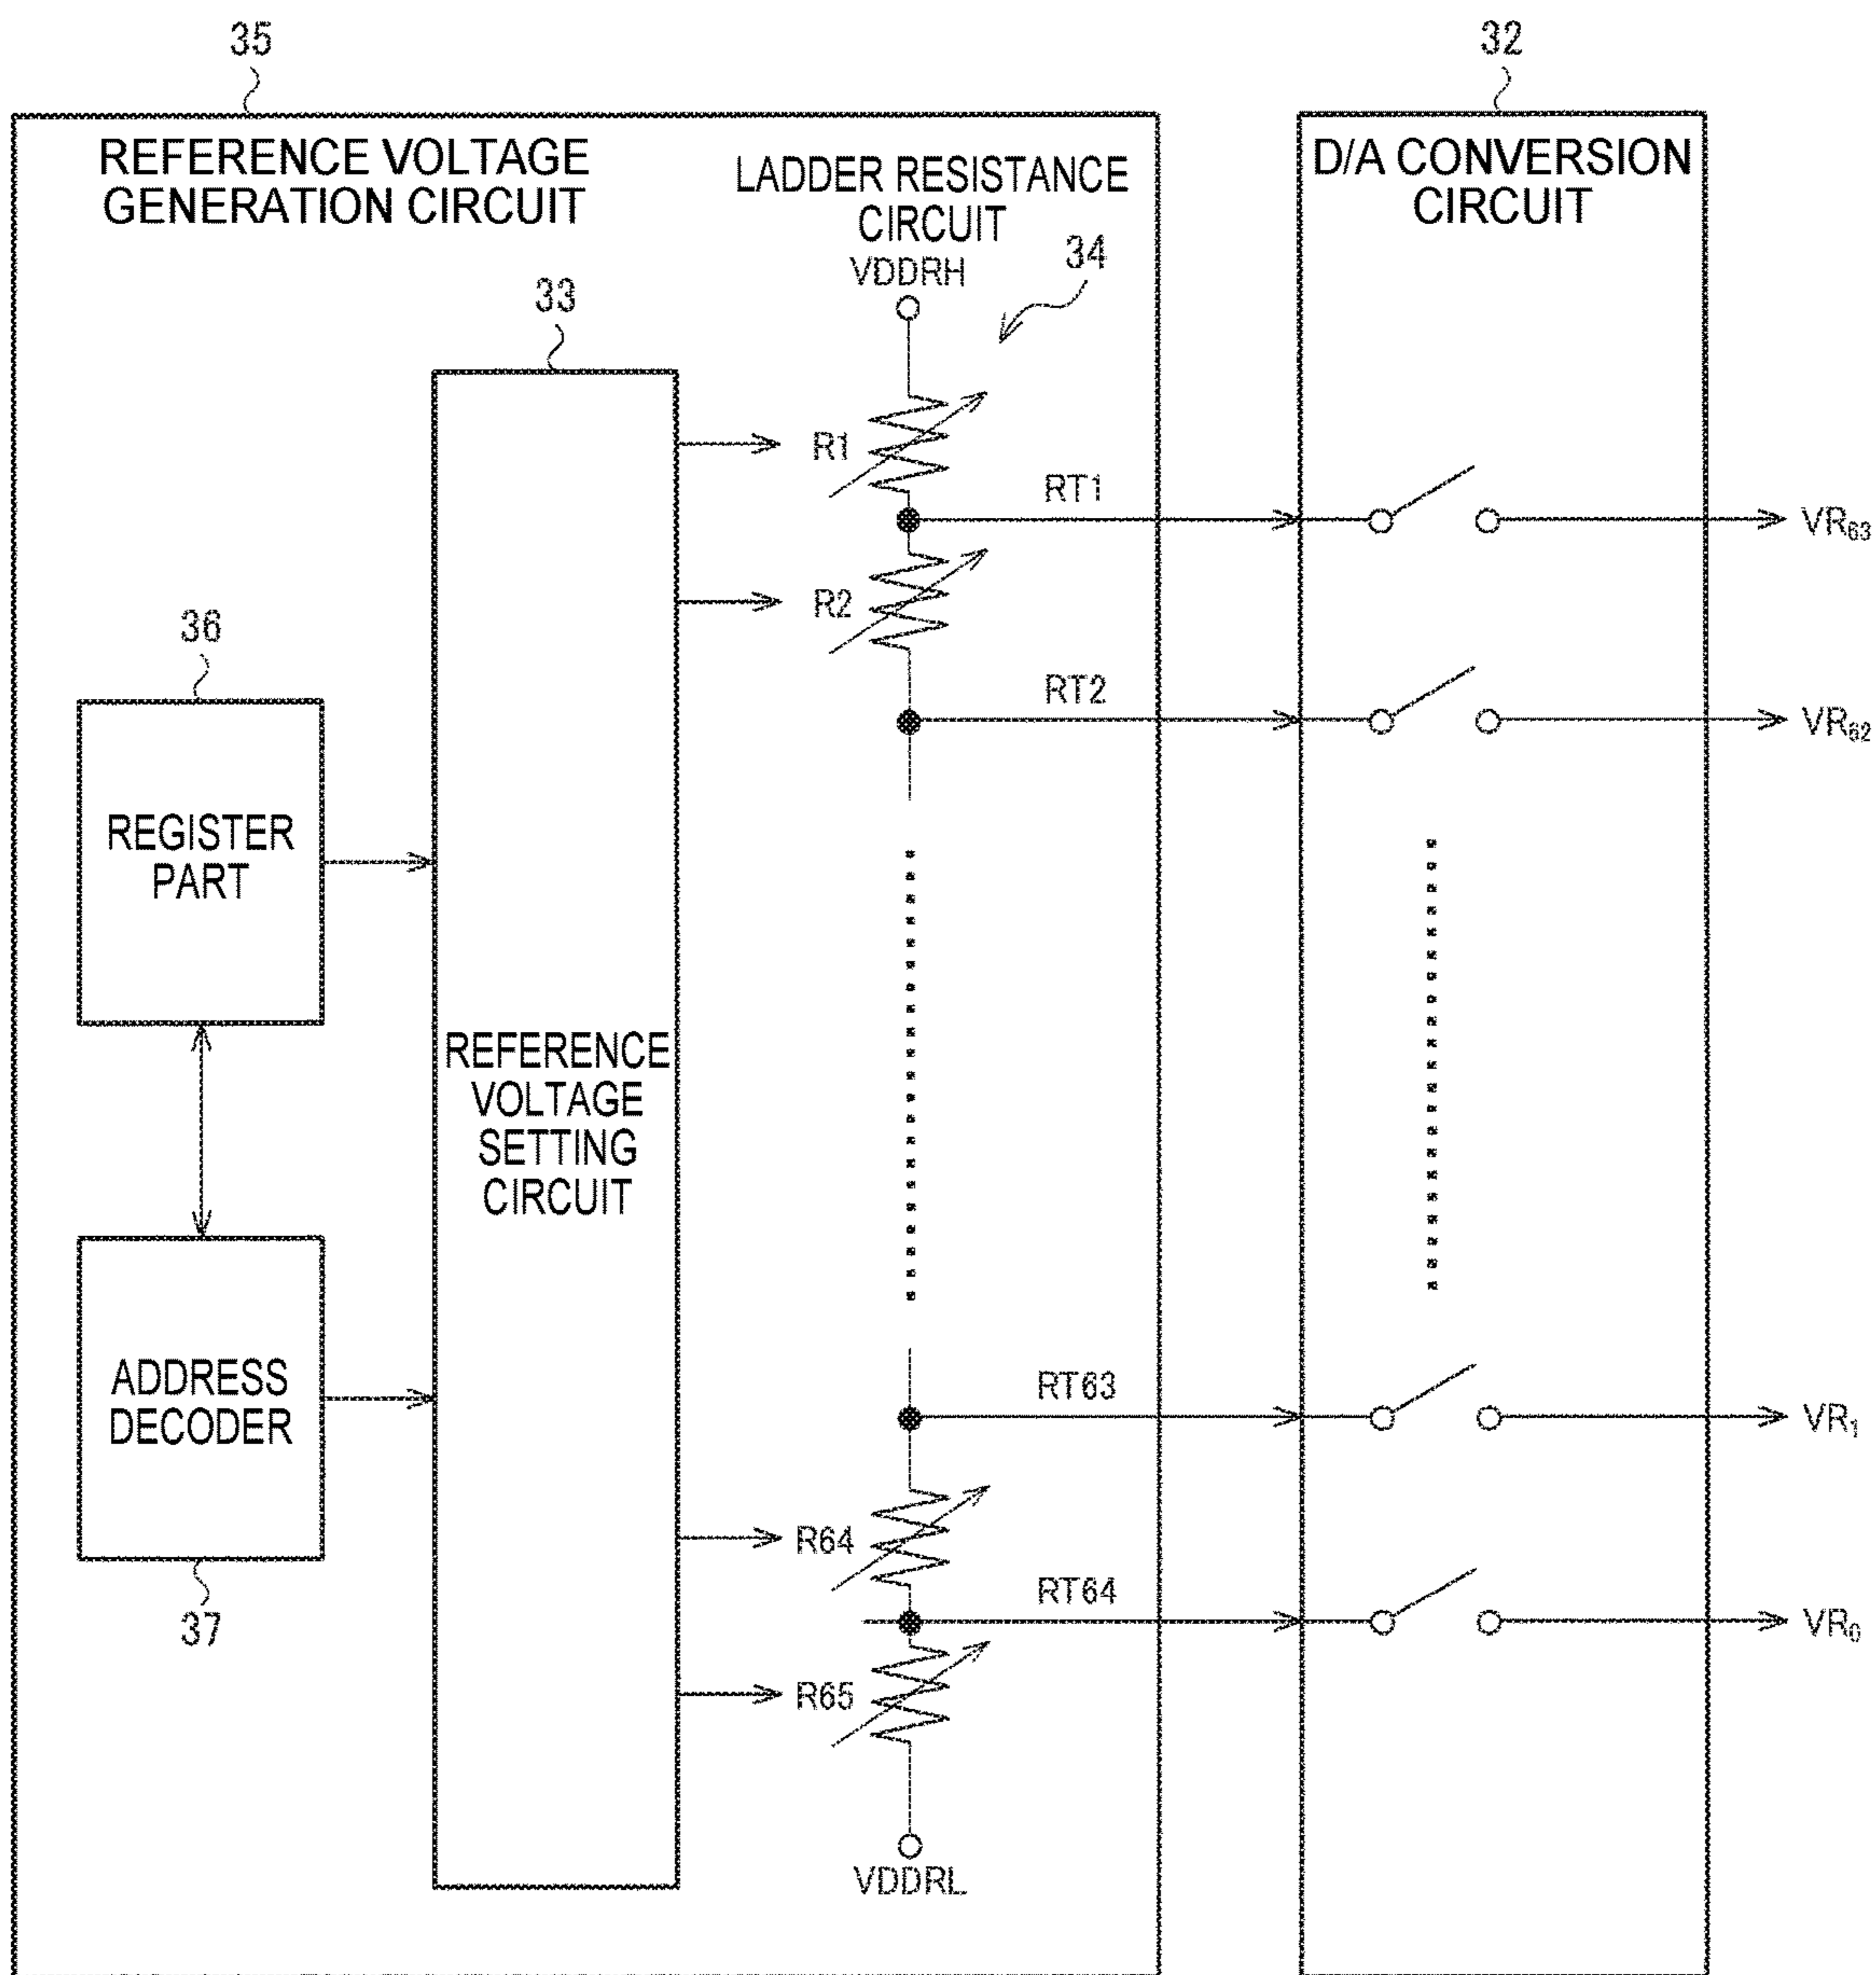 35
32
REFERENCE VOLTAGE
GENERATION CIRCUIT
LADDER RESISTANCE
CIRCUIT
D/A CONVERSION
CIRCUIT
VDDRH
34
33
R1
RT1
VR63
R2
36
RT2
VR62
REGISTER
PART
REFERENCE
VOLTAGE
SETTING
CIRCUIT
ADDRESS
DECODER
RT63
VR1
R64
RT64
VR0
37
R65
VDDRL